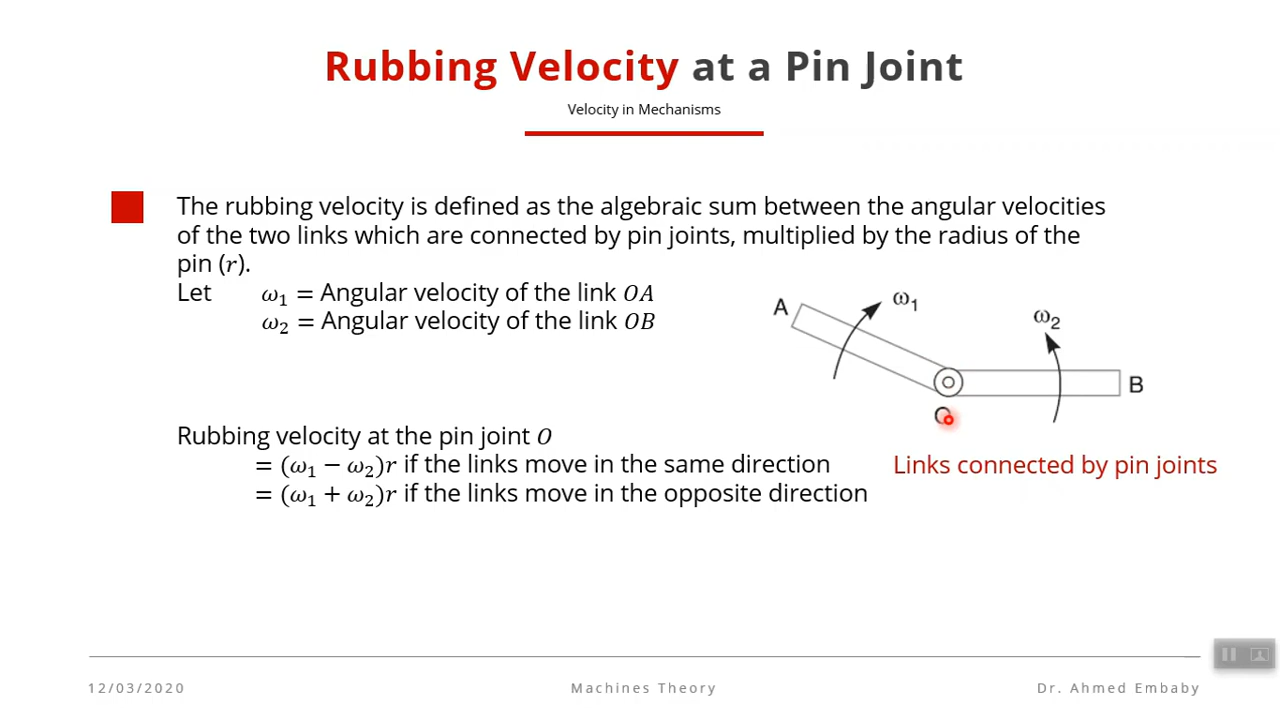 Rubbing Velocity at a Pin Joint
Velocity in Mechanisms
The rubbing velocity is defined as the algebraic sum between the angular velocities
of the two links which are connected by pin joints, multiplied by the radius of the
pin (r).
Let ω₁ = Angular velocity of the link OA
ω₂ = Angular velocity of the link OB
A
ω₁
ω₂
B
Rubbing velocity at the pin joint O
= (ω₁ − ω₂)r if the links move in the same direction
= (ω₁ + ω₂)r if the links move in the opposite direction
Links connected by pin joints
12/03/2020
Machines Theory
Dr. Ahmed Embaby